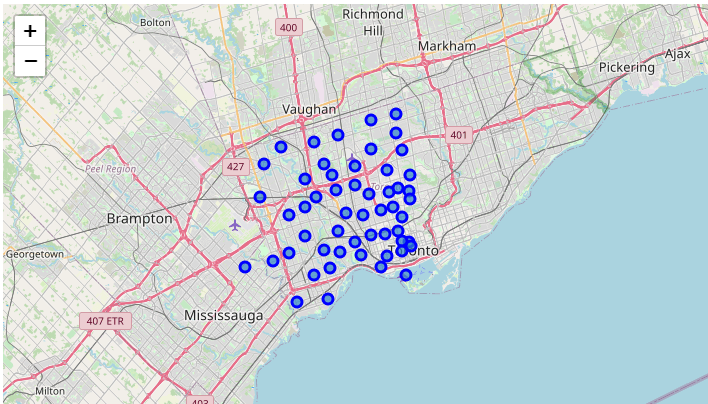 +
−
Bolton
400
Richmond
Hill
Markham
Ajax
Pickering
Vaughan
401
427
Peel Region
Brampton
Georgetown
Toronto
407 ETR
Mississauga
Milton
403